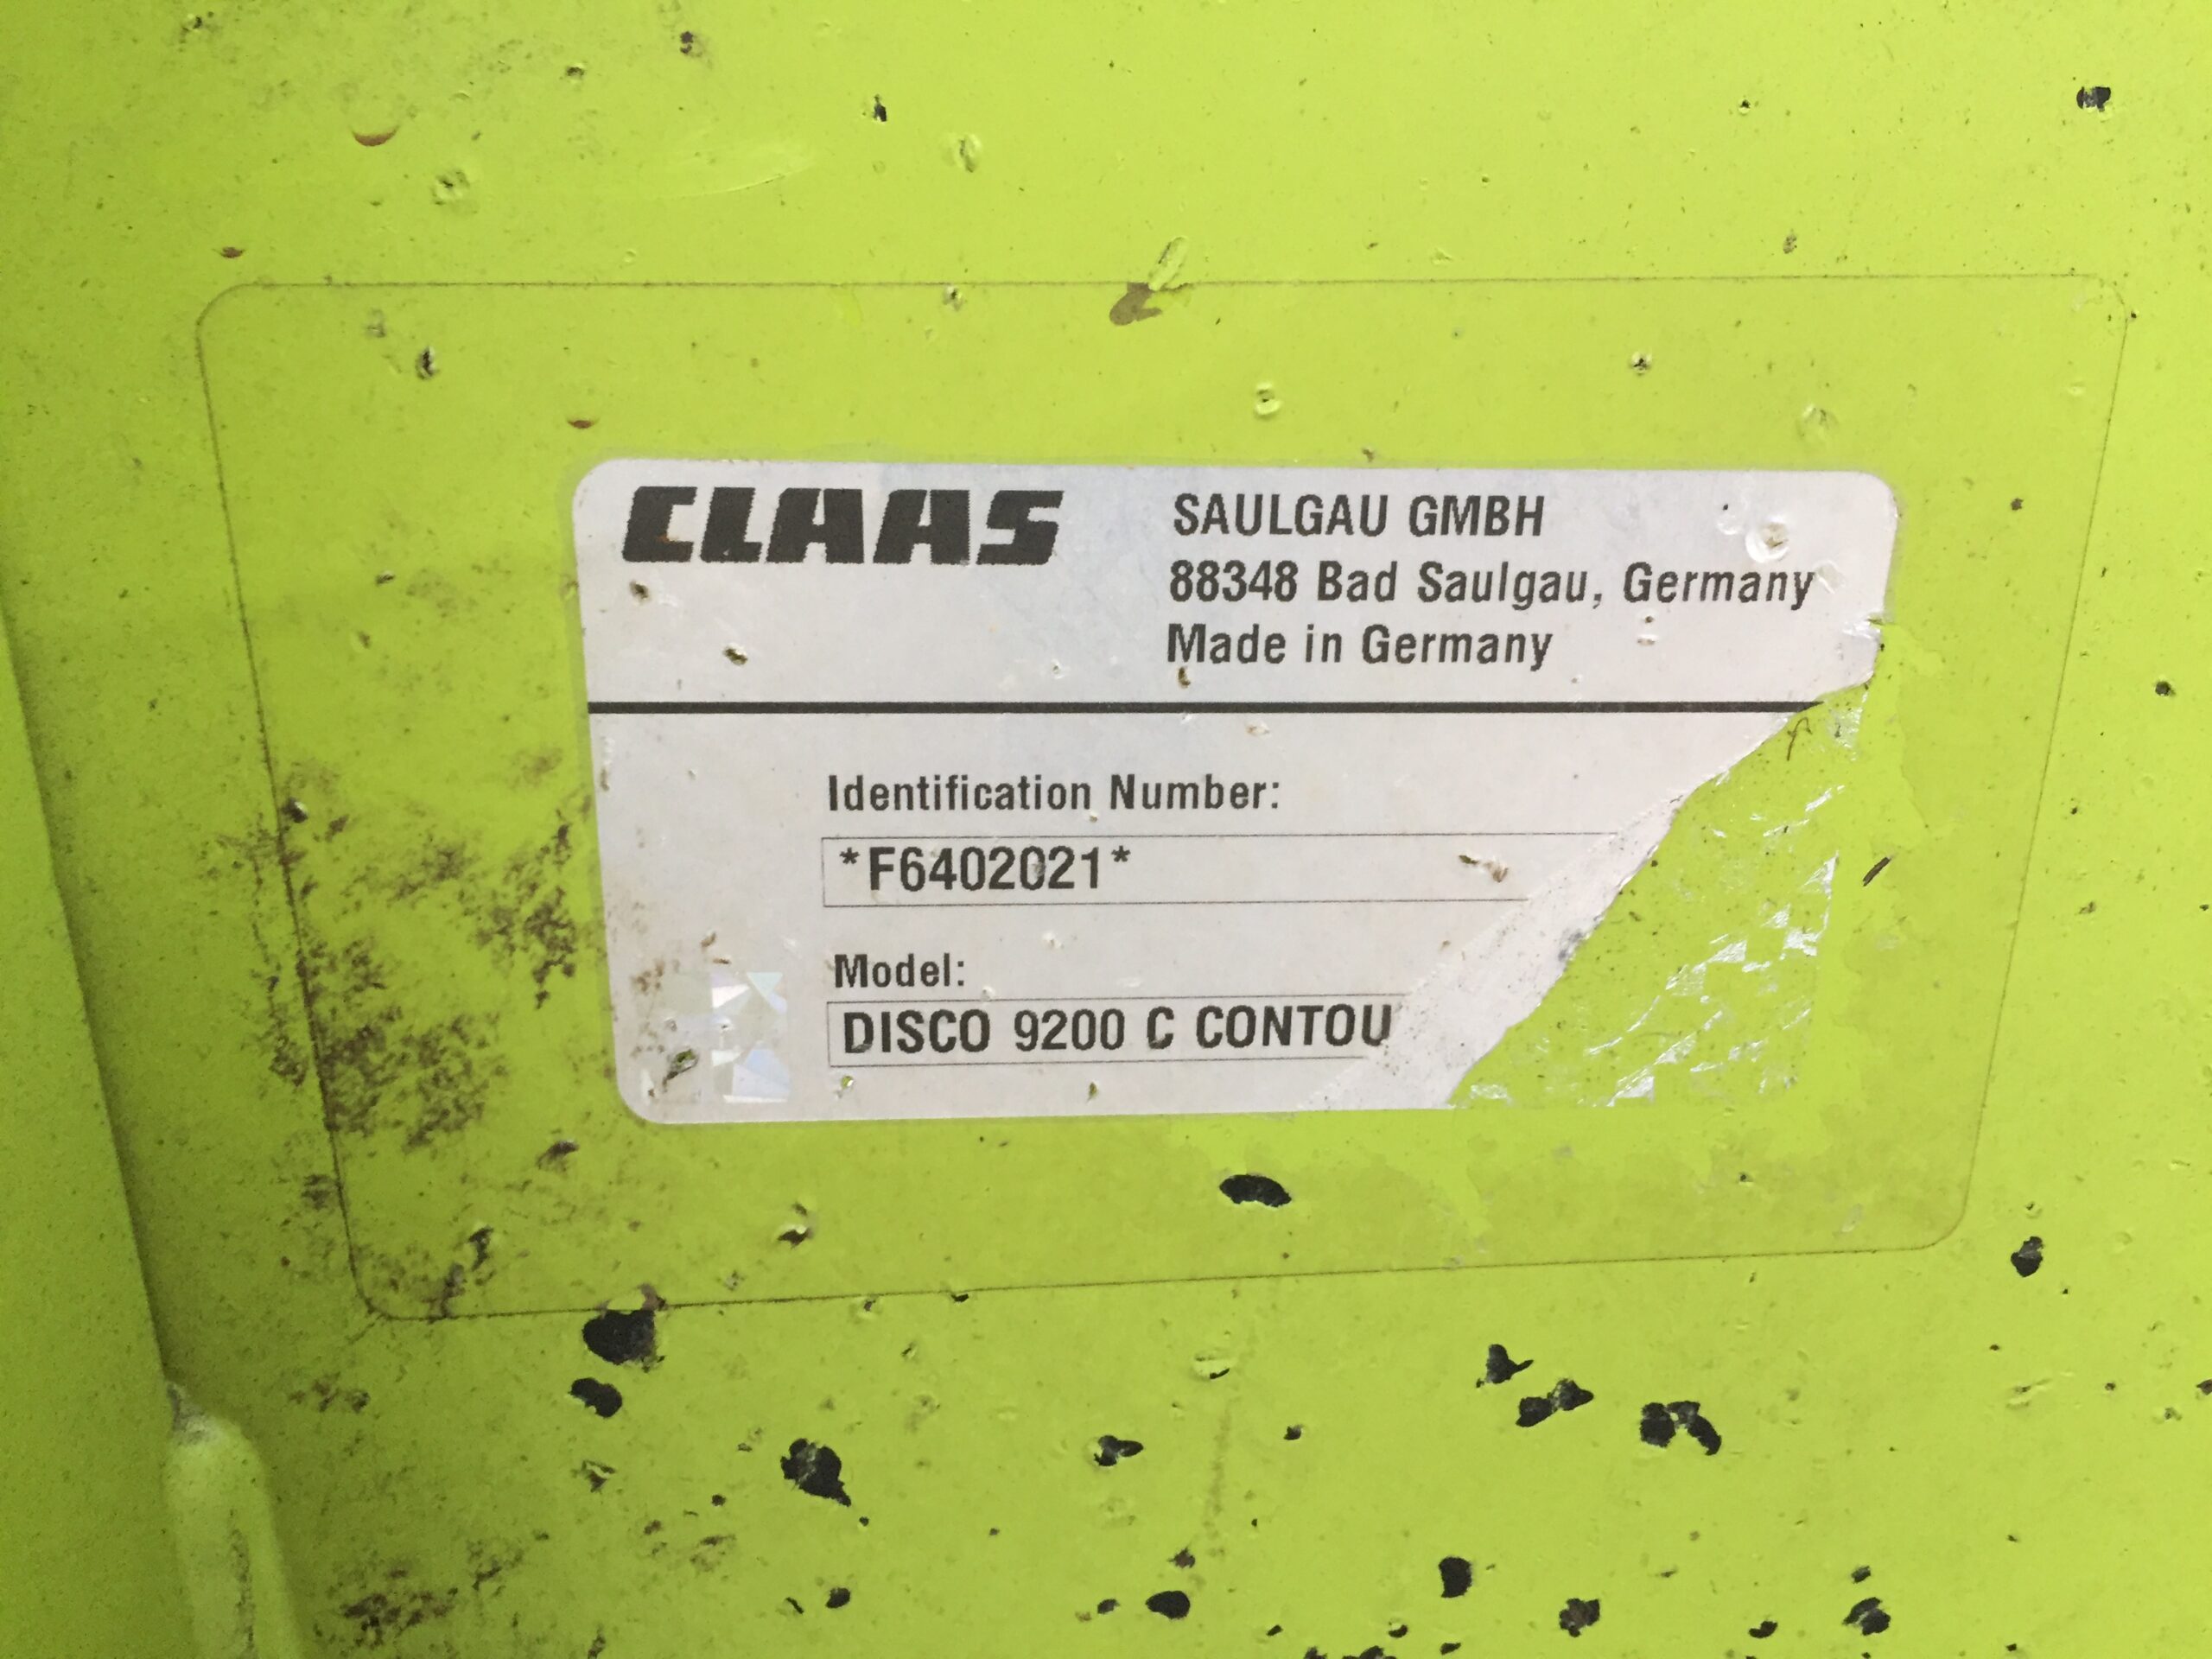 CLAAS
SAULGAU GMBH
88348 Bad Saulgau, Germany
Made in Germany
Identification Number:
*F6402021*
Model:
DISCO 9200 C CONTOU